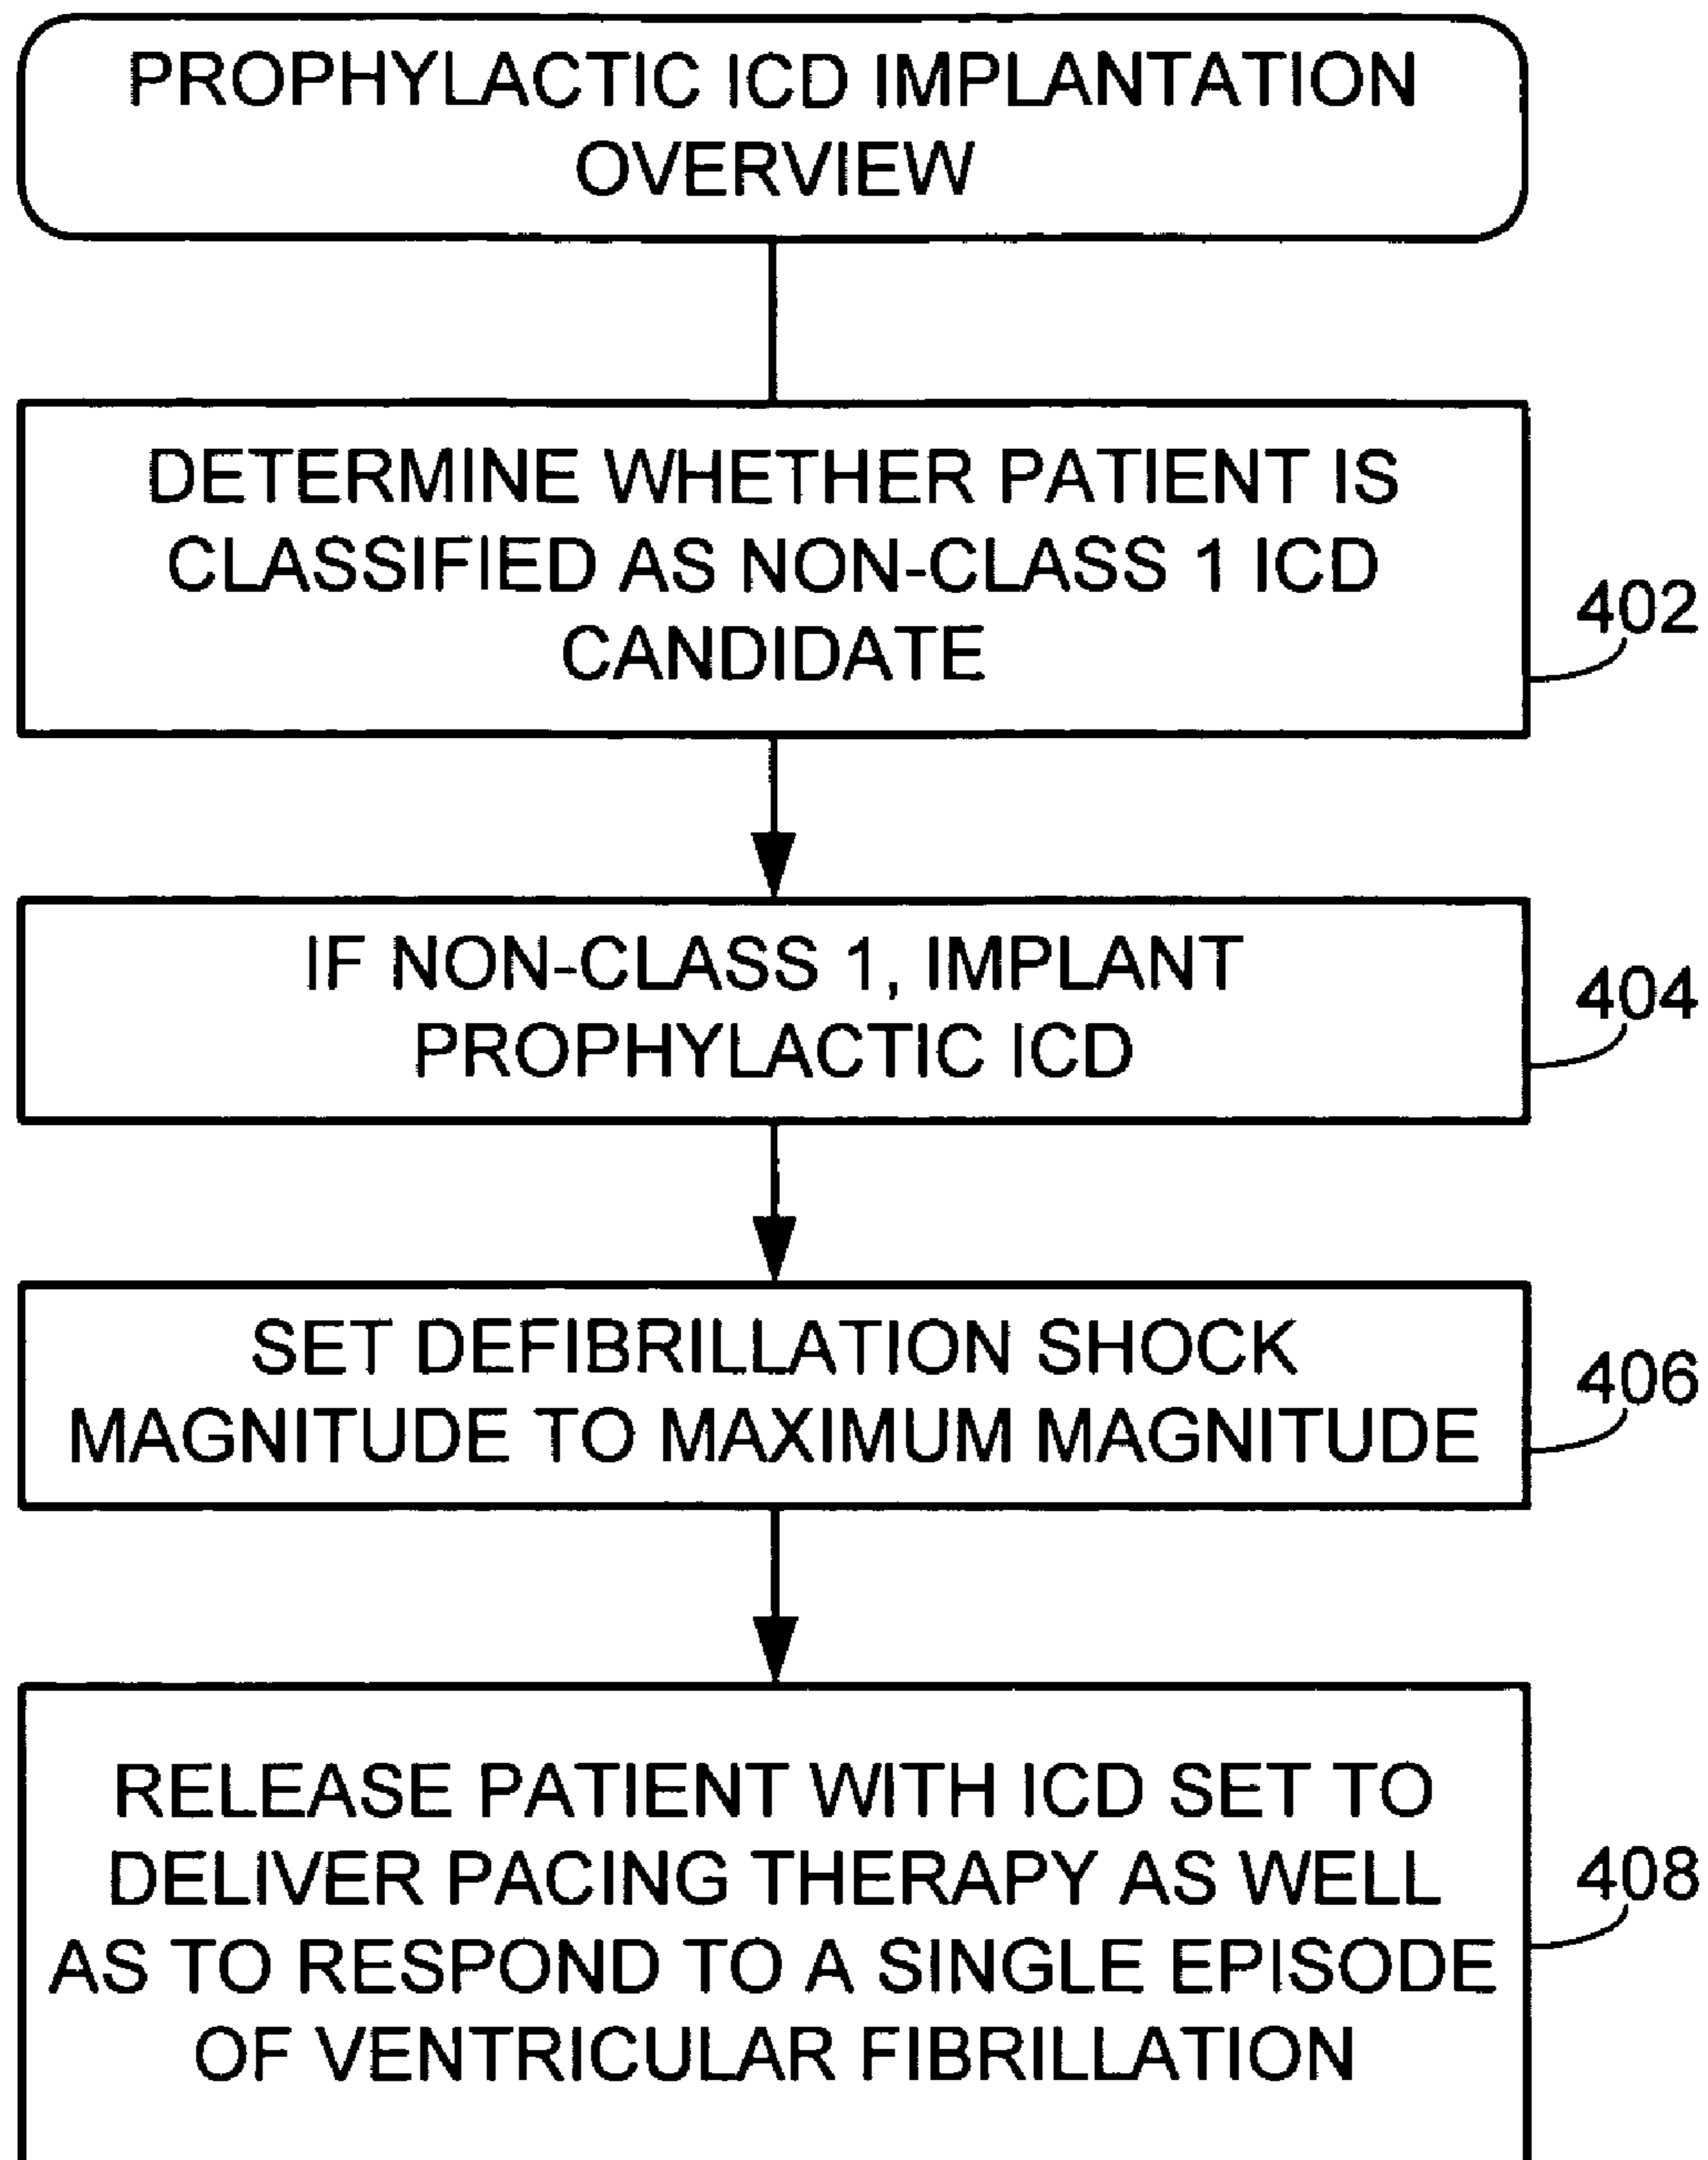 PROPHYLACTIC ICD IMPLANTATION
OVERVIEW
DETERMINE WHETHER PATIENT IS
CLASSIFIED AS NON-CLASS 1 ICD
CANDIDATE
402
IF NON-CLASS 1, IMPLANT
PROPHYLACTIC ICD
404
SET DEFIBRILLATION SHOCK
MAGNITUDE TO MAXIMUM MAGNITUDE
406
RELEASE PATIENT WITH ICD SET TO
DELIVER PACING THERAPY AS WELL
AS TO RESPOND TO A SINGLE EPISODE
OF VENTRICULAR FIBRILLATION
408